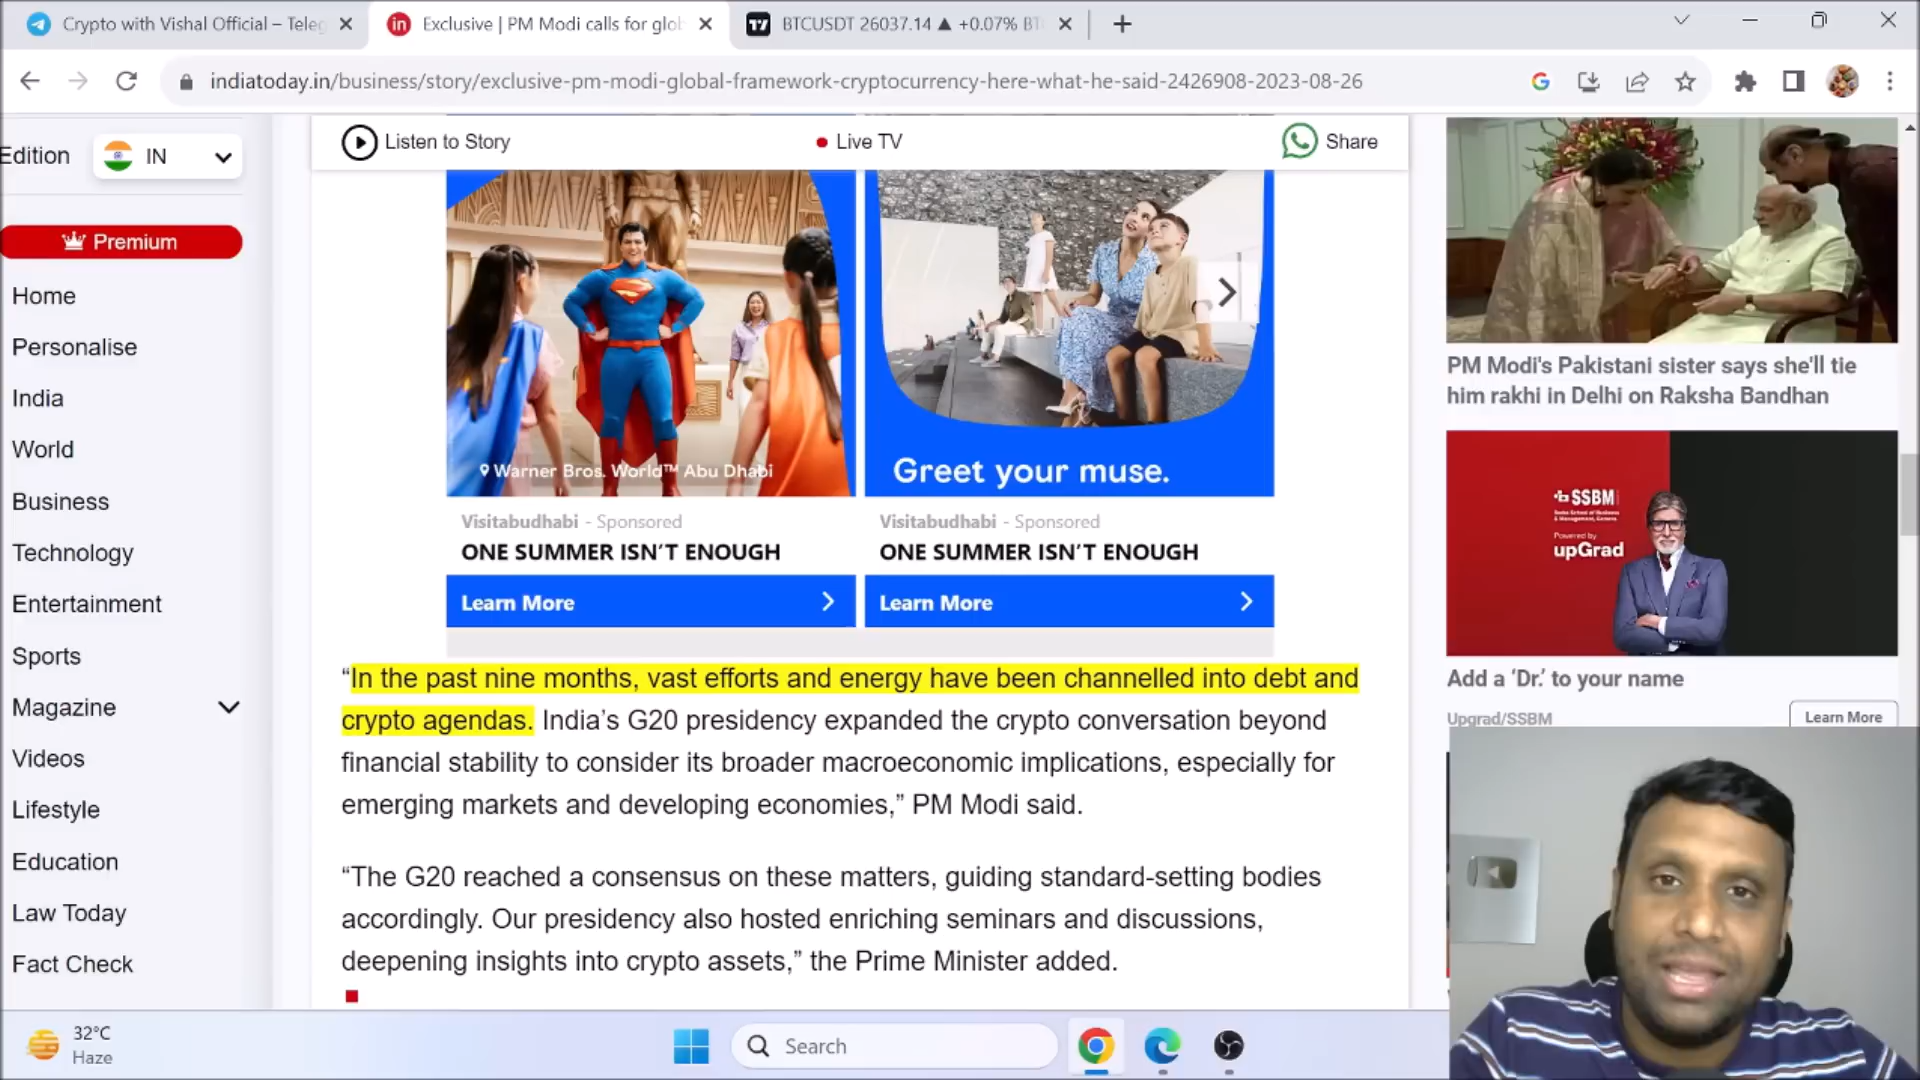 Crypto with Vishal Official – Teleg
Exclusive | PM Modi calls for glob
BTCUSDT 26037.14 ▲ +0.07% BT
indiatoday.in/business/story/exclusive-pm-modi-global-framework-cryptocurrency-here-what-he-said-2426908-2023-08-26
Edition
IN
Listen to Story
Live TV
Share
Premium
Home
Personalise
India
World
Business
Technology
Entertainment
Sports
Magazine
Videos
Lifestyle
Education
Law Today
Fact Check
Warner Bros. World™ Abu Dhabi
Greet your muse.
Visitabudhabi - Sponsored
Visitabudhabi - Sponsored
ONE SUMMER ISN'T ENOUGH
ONE SUMMER ISN'T ENOUGH
Learn More
Learn More
“In the past nine months, vast efforts and energy have been channelled into debt and
crypto agendas. India’s G20 presidency expanded the crypto conversation beyond
financial stability to consider its broader macroeconomic implications, especially for
emerging markets and developing economies,” PM Modi said.
“The G20 reached a consensus on these matters, guiding standard-setting bodies
accordingly. Our presidency also hosted enriching seminars and discussions,
deepening insights into crypto assets,” the Prime Minister added.
PM Modi's Pakistani sister says she'll tie
him rakhi in Delhi on Raksha Bandhan
SSBM
Swiss School of Business
& Management, Geneva
Powered by
upGrad
Add a ‘Dr.’ to your name
Upgrad/SSBM
Learn More
32°C
Haze
Search